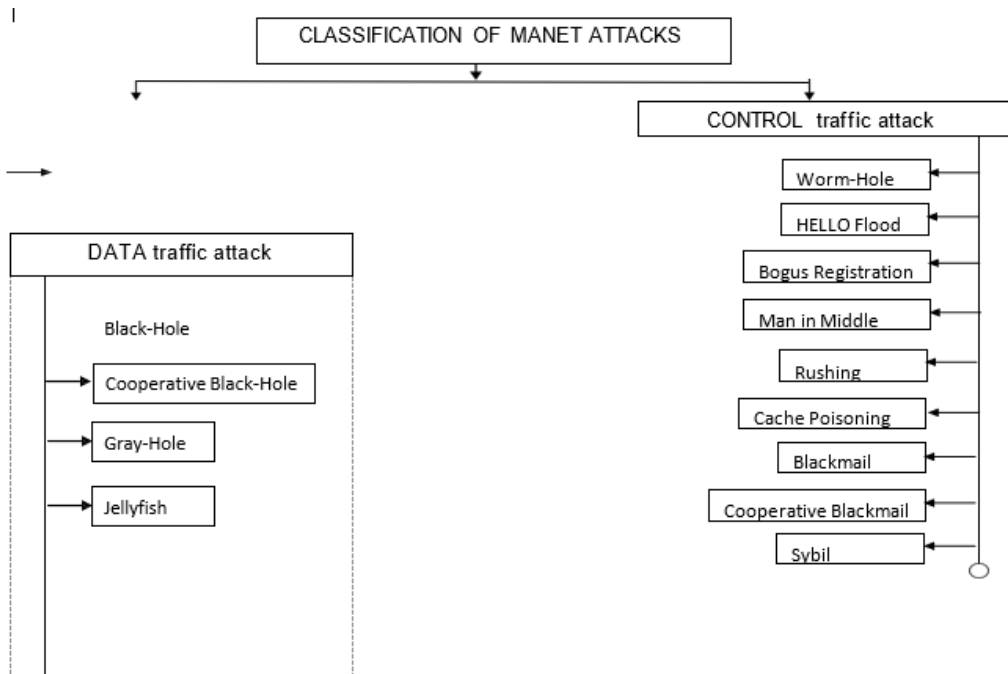 CLASSIFICATION OF MANET ATTACKS
CONTROL traffic attack
Worm-Hole
HELLO Flood
Bogus Registration
Man in Middle
Rushing
Cache Poisoning
Blackmail
Cooperative Blackmail
Sybil
DATA traffic attack
Black-Hole
Cooperative Black-Hole
Gray-Hole
Jellyfish